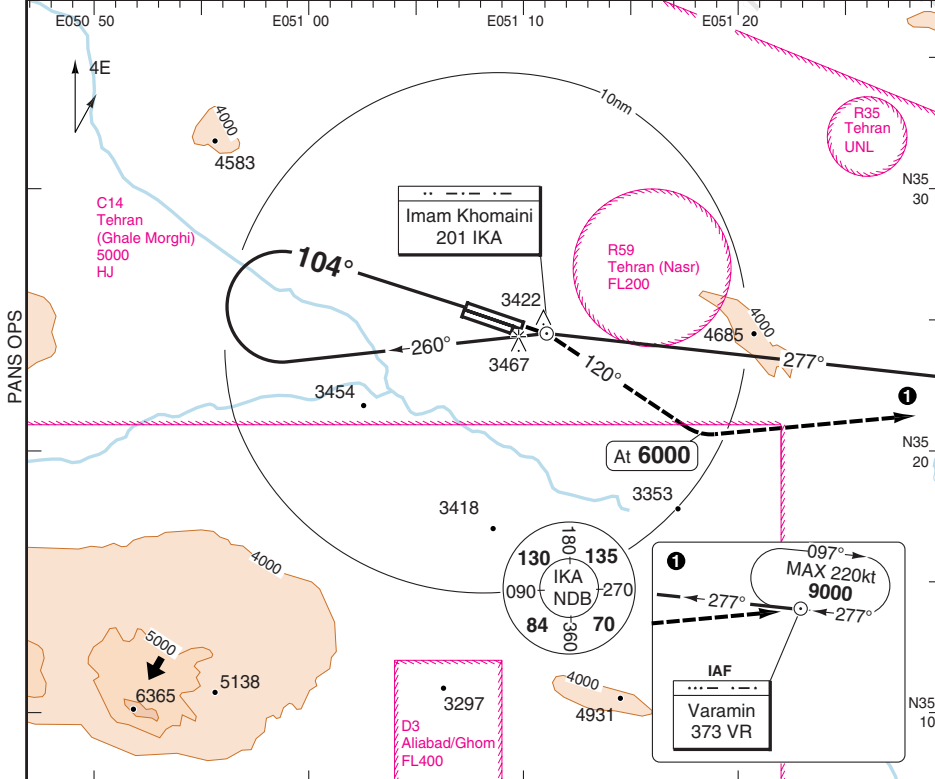 E050 50
E051 00
E051 10
E051 20
4E
4000
4583
10nm
R35
Tehran
UNL
N35
30
C14
Tehran
(Ghale Morghi)
5000
HJ
Imam Khomaini
201 IKA
R59
Tehran (Nasr)
FL200
104°
3422
4000
4685
277°
260°
3467
120°
PANS OPS
3454
1
At 6000
N35
20
3353
3418
4000
180
130 135
090 IKA 270
NDB
84 70
360
1
097°
MAX 220kt
9000
277°
277°
5000
6365
5138
3297
4000
4931
IAF
Varamin
373 VR
D3
Aliabad/Ghom
FL400
N35
10